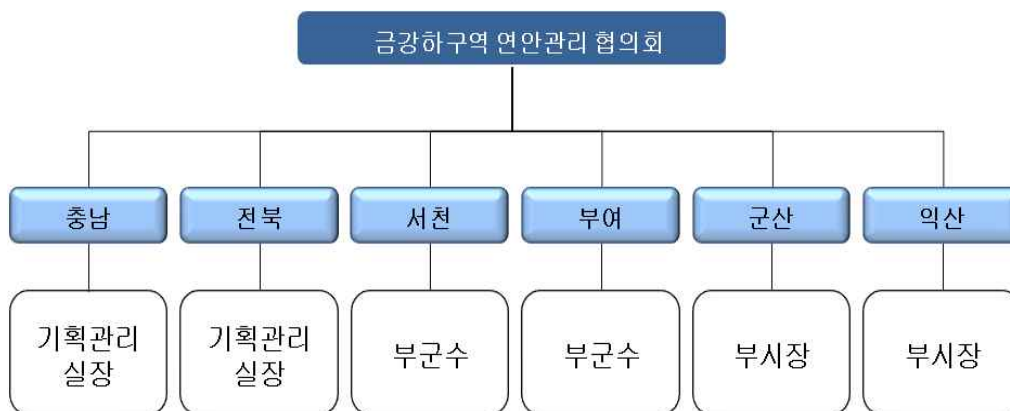 금강하구역 연안관리 협의회
충남 전북 서천 부여 군산 익산
기획관리 기획관리 부군수 부군수 부시장 부시장
실장 실장